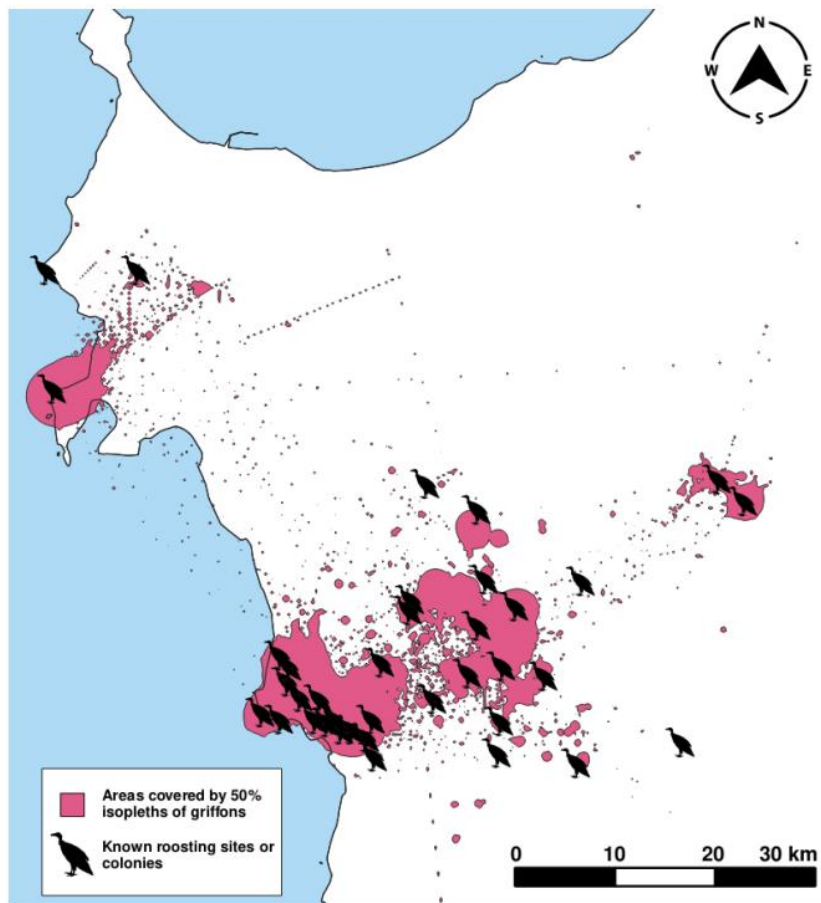 N
W E
S
Areas covered by 50%
isopleths of griffons
Known roosting sites or
colonies
0 10 20 30 km